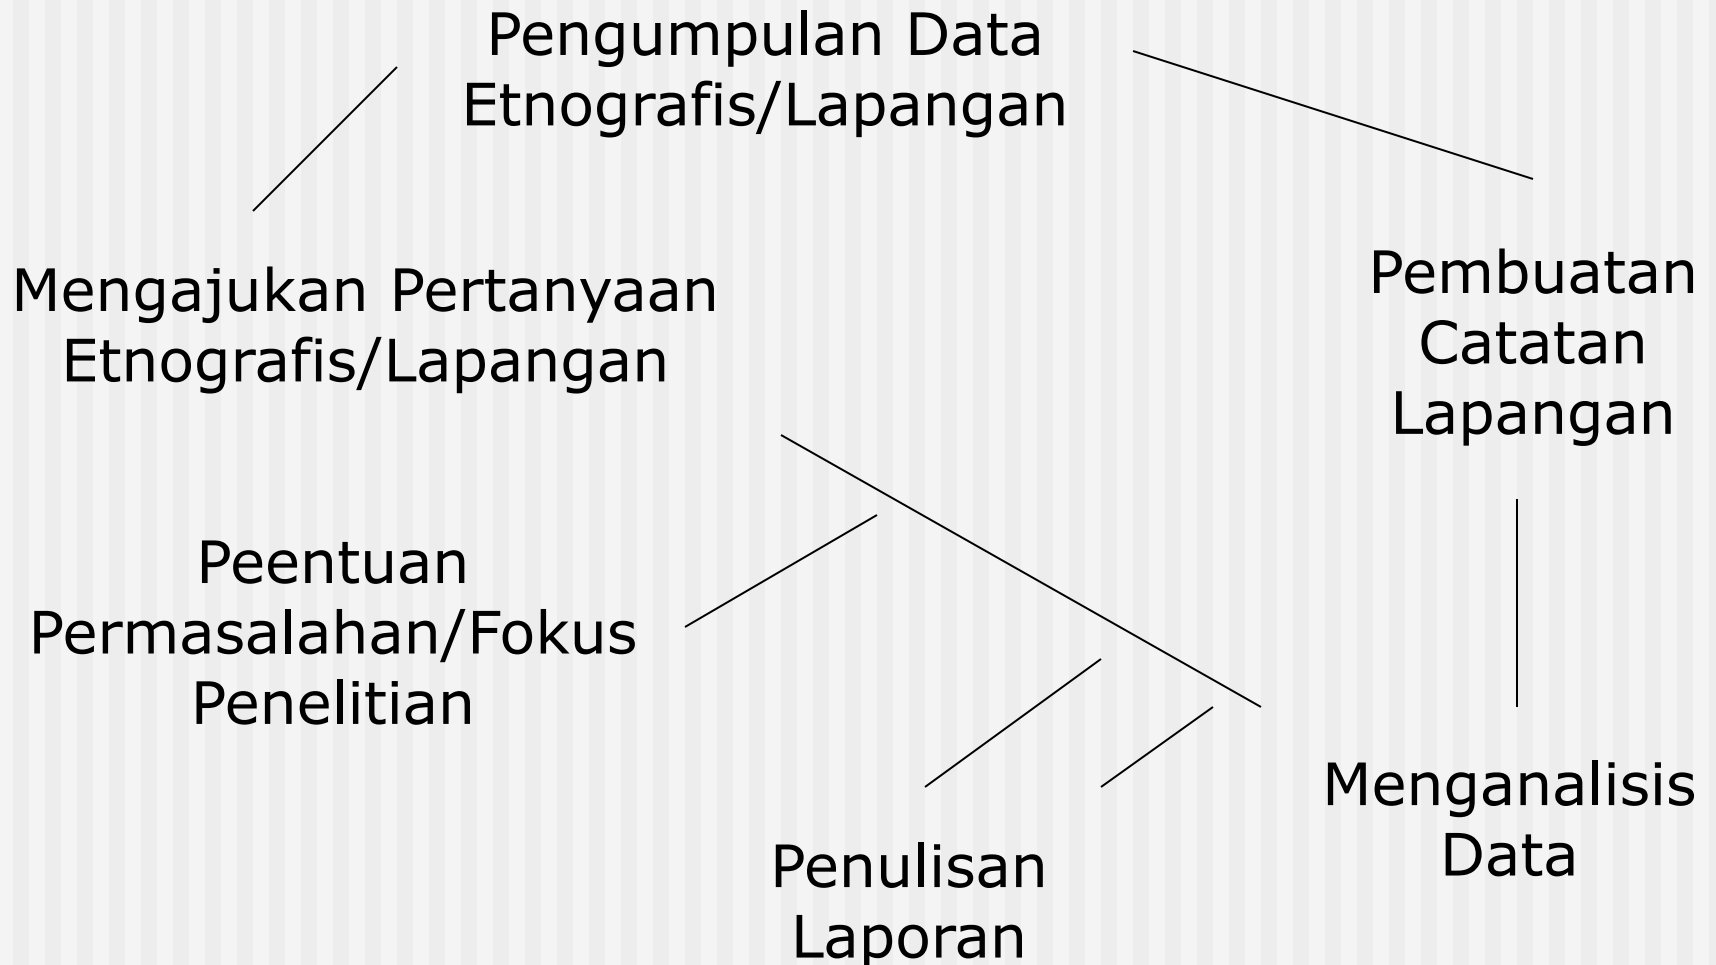 Pengumpulan Data
Etnografis/Lapangan
Mengajukan Pertanyaan
Etnografis/Lapangan
Pembuatan
Catatan
Lapangan
Peentuan
Permasalahan/Fokus
Penelitian
Menganalisis
Data
Penulisan
Laporan